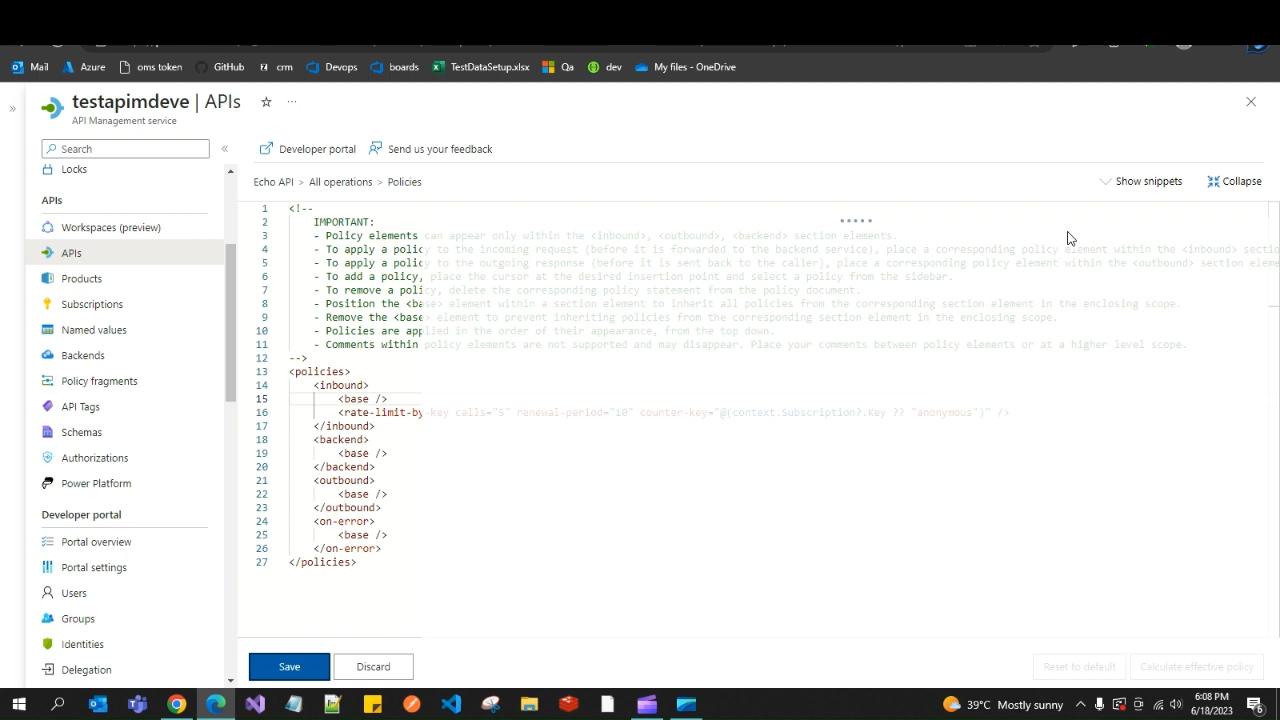 Mail
Azure
oms token
GitHub
crm
Devops
boards
TestDataSetup.xlsx
Qa
dev
My files - OneDrive
testapimdeve | APIs
API Management service
Search
Developer portal
Send us your feedback
Locks
Echo API > All operations > Policies
Show snippets
Collapse
APIs
Workspaces (preview)
APIs
Products
Subscriptions
Named values
Backends
Policy fragments
API Tags
Schemas
Authorizations
Power Platform
Developer portal
Portal overview
Portal settings
Users
Groups
Identities
Delegation
1 <!--
2 IMPORTANT:
3 - Policy elements can appear only within the <inbound>, <outbound>, <backend> section elements.
4 - To apply a policy to the incoming request (before it is forwarded to the backend service), place a corresponding policy element within the <inbound> sectio
5 - To apply a policy to the outgoing response (before it is sent back to the caller), place a corresponding policy element within the <outbound> section eleme
6 - To add a policy, place the cursor at the desired insertion point and select a policy from the sidebar.
7 - To remove a policy, delete the corresponding policy statement from the policy document.
8 - Position the <base> element within a section element to inherit all policies from the corresponding section element in the enclosing scope.
9 - Remove the <base> element to prevent inheriting policies from the corresponding section element in the enclosing scope.
10 - Policies are applied in the order of their appearance, from the top down.
11 - Comments within policy elements are not supported and may disappear. Place your comments between policy elements or at a higher level scope.
12 -->
13 <policies>
14 <inbound>
15 <base />
16 <rate-limit-by-key calls="5" renewal-period="10" counter-key="@(context.Subscription?.Key ?? "anonymous")" />
17 </inbound>
18 <backend>
19 <base />
20 </backend>
21 <outbound>
22 <base />
23 </outbound>
24 <on-error>
25 <base />
26 </on-error>
27 </policies>
Save
Discard
Reset to default
Calculate effective policy
39°C Mostly sunny
6:08 PM
6/18/2023
6